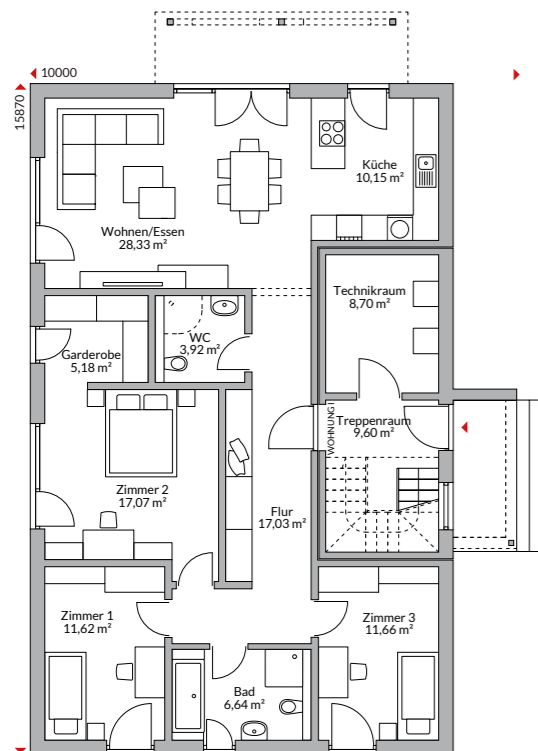 10000
15870
Küche
10,15 m²
Wohnen/Essen
28,33 m²
Technikraum
8,70 m²
WC
3,92 m²
Garderobe
5,18 m²
Treppenraum
9,60 m²
WOHNUNG I
Zimmer 2
17,07 m²
Flur
17,03 m²
Zimmer 1
11,62 m²
Zimmer 3
11,66 m²
Bad
6,64 m²